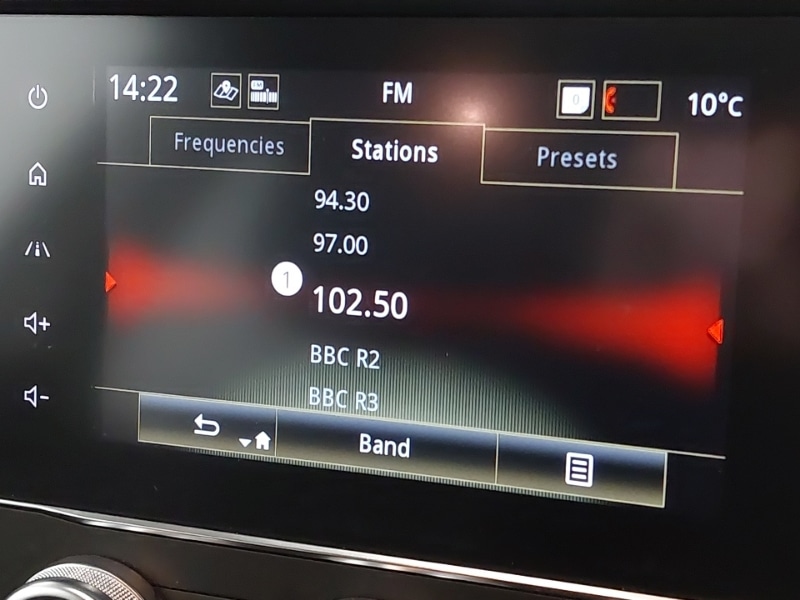 14:22 FM 10°C
Frequencies Stations Presets
94.30
97.00
1 102.50
BBC R2
BBC R3
Band